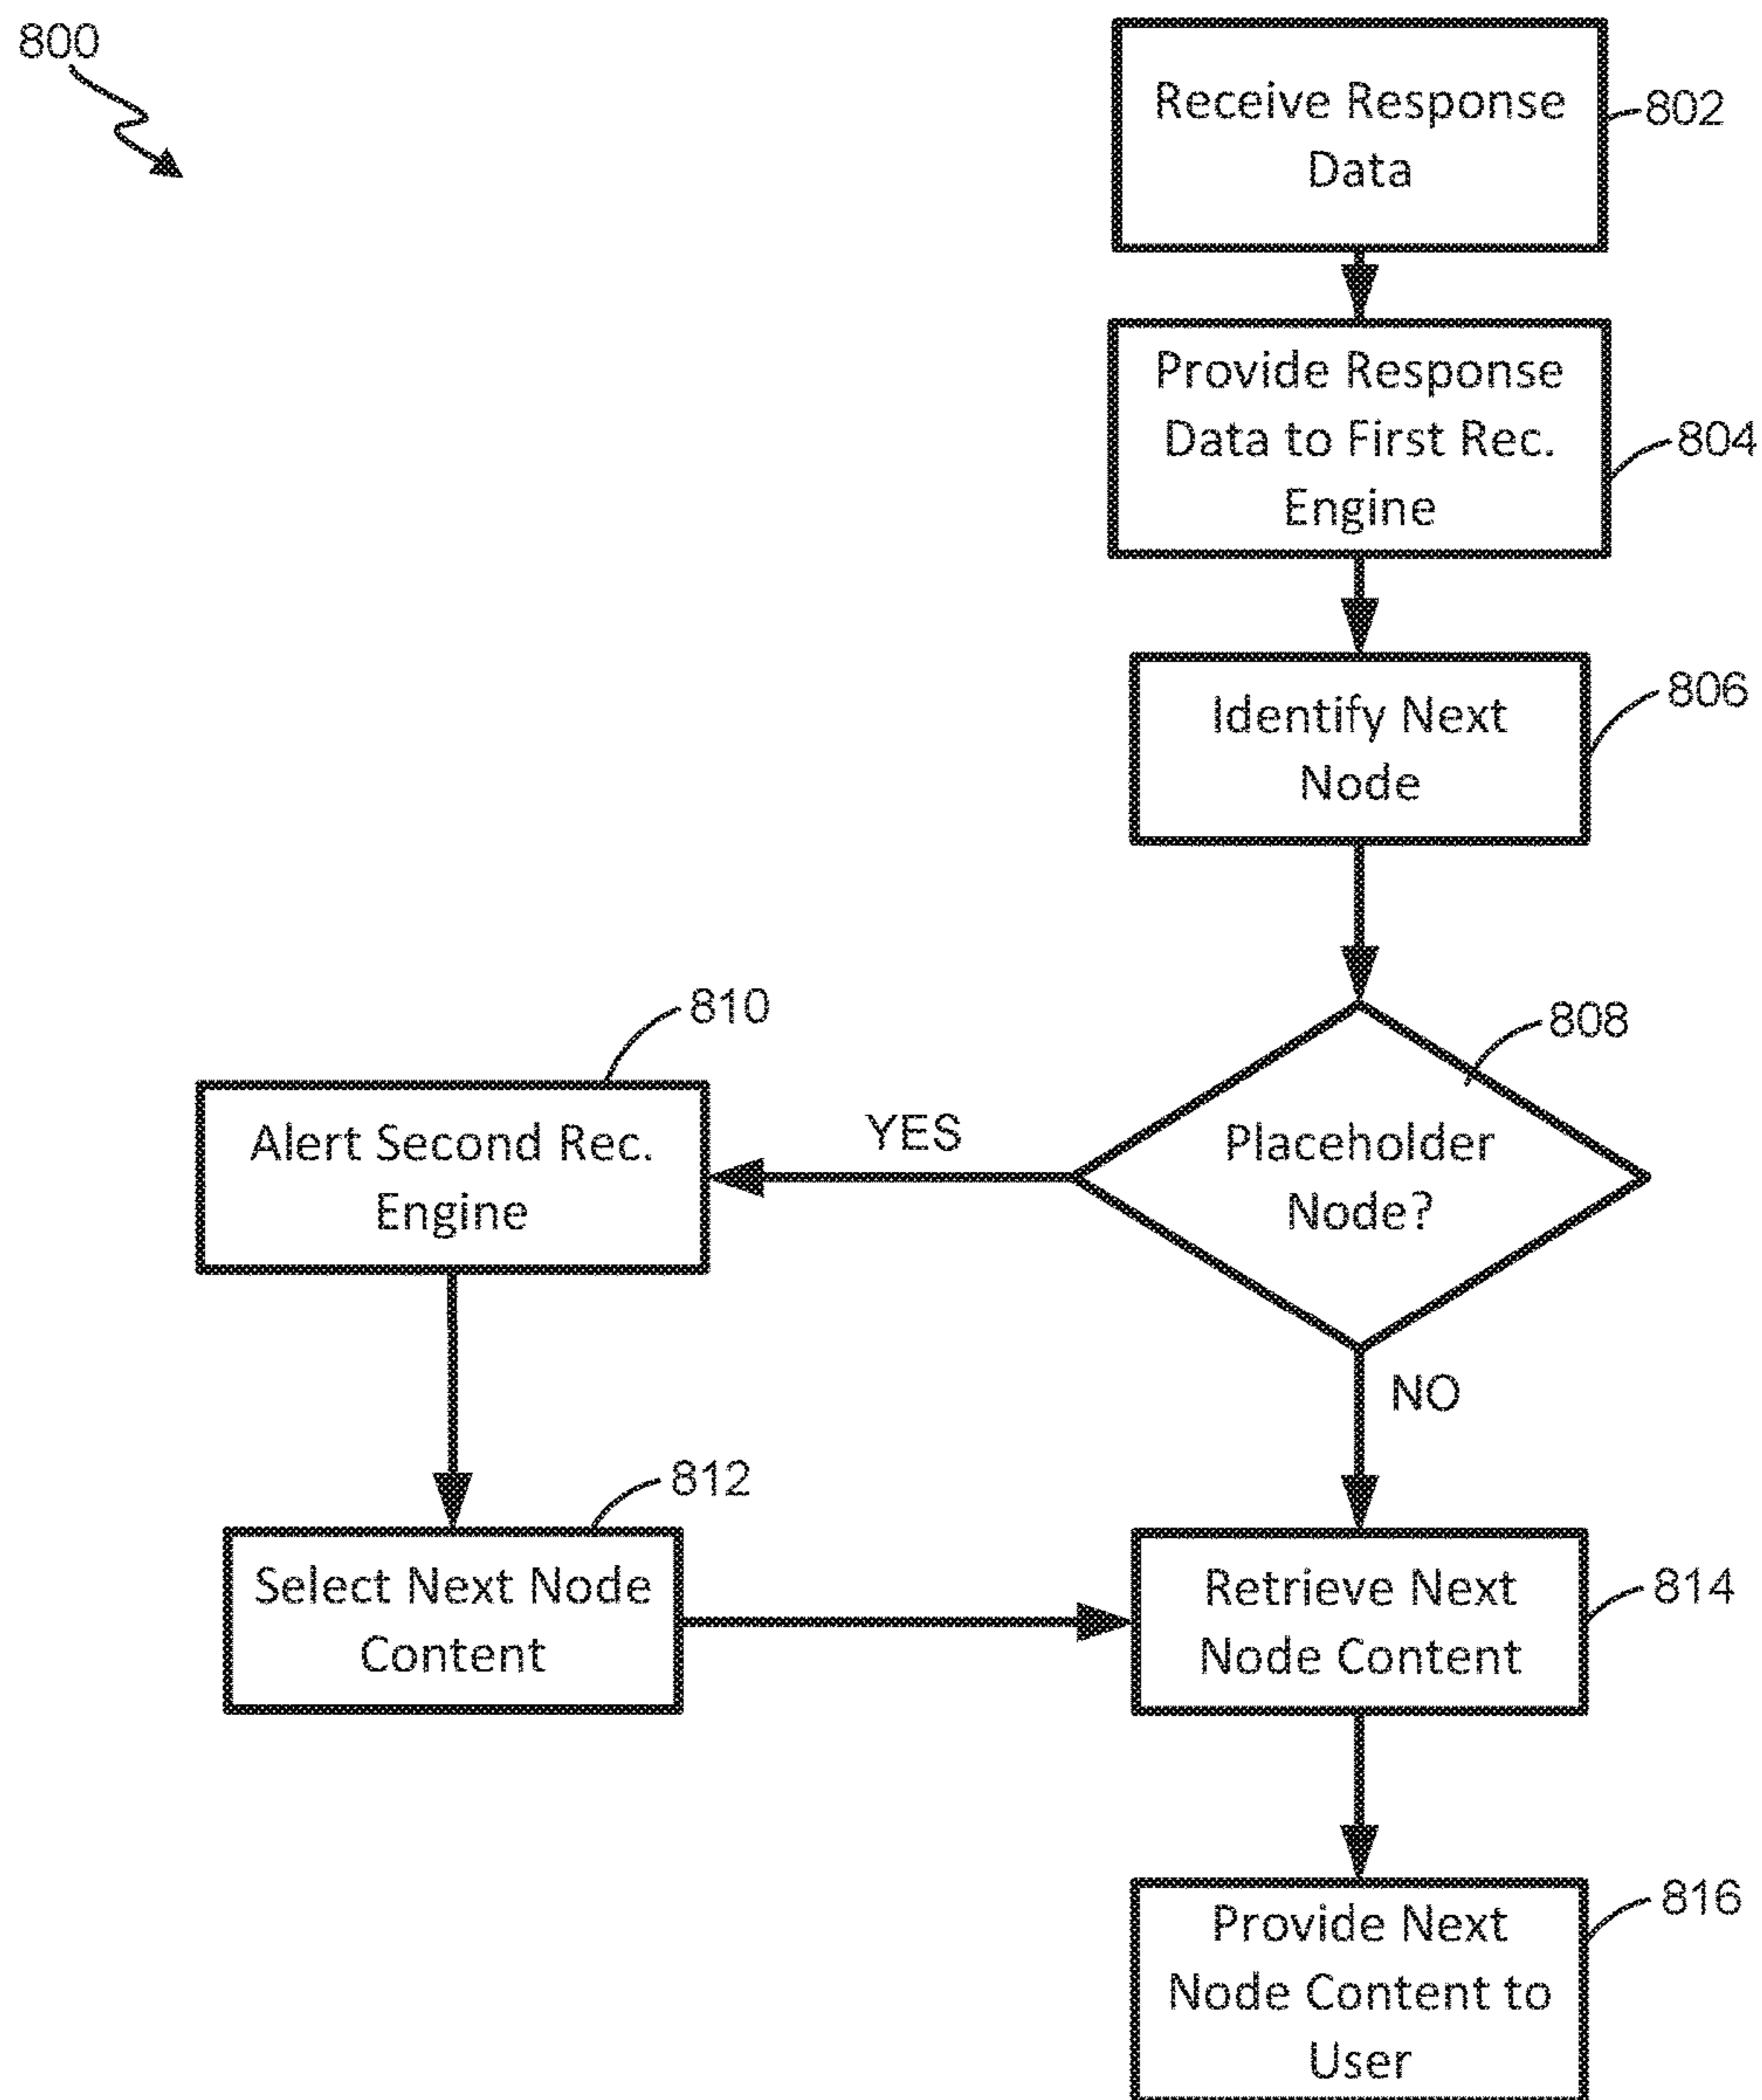 800
Receive Response
Data
802
Provide Response
Data to First Rec.
Engine
804
Identify Next
Node
806
Placeholder
Node?
808
YES
NO
Alert Second Rec.
Engine
810
Select Next Node
Content
812
Retrieve Next
Node Content
814
Provide Next
Node Content to
User
816